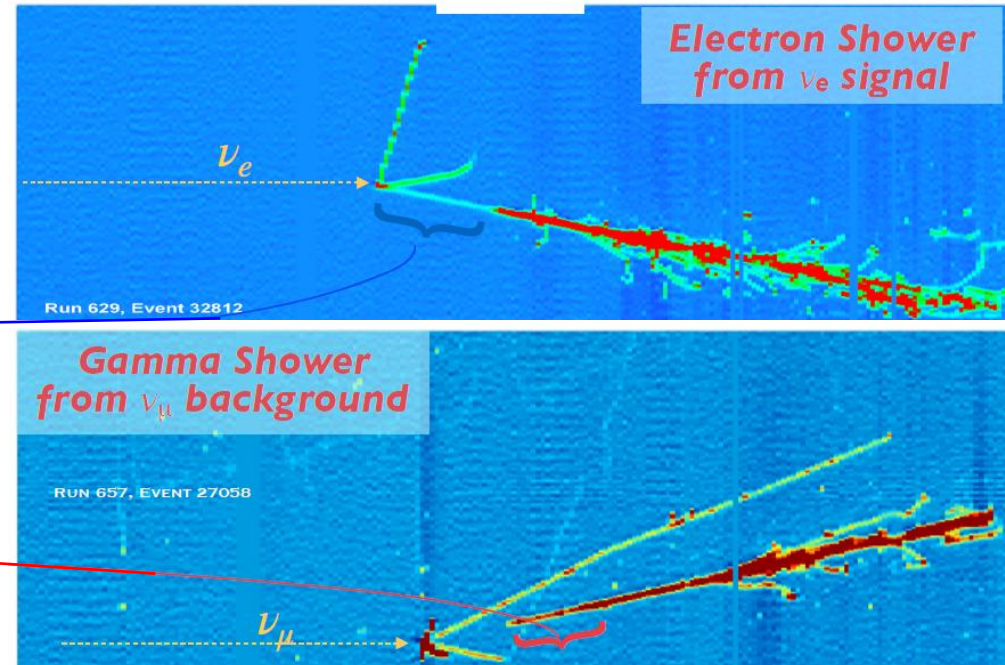 Electron Shower
from νe signal
νe
Run 629, Event 32812
Gamma Shower
from νμ background
RUN 657, EVENT 27058
νμ